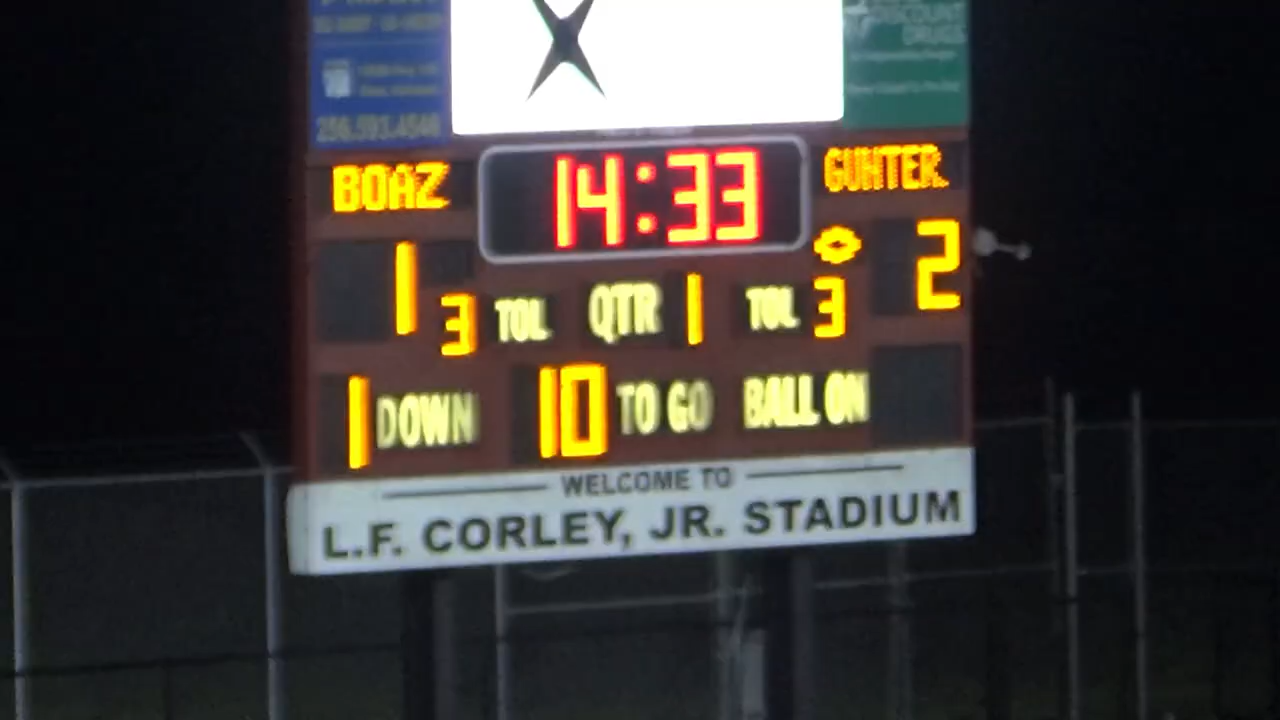 256.593.4546
DISCOUNT
DRUGS
BOAZ 14:33 GUNTER.
1 3 TOL QTR 1 TOL 3 2
1 DOWN 10 TO GO BALL ON
WELCOME TO
L.F. CORLEY, JR. STADIUM